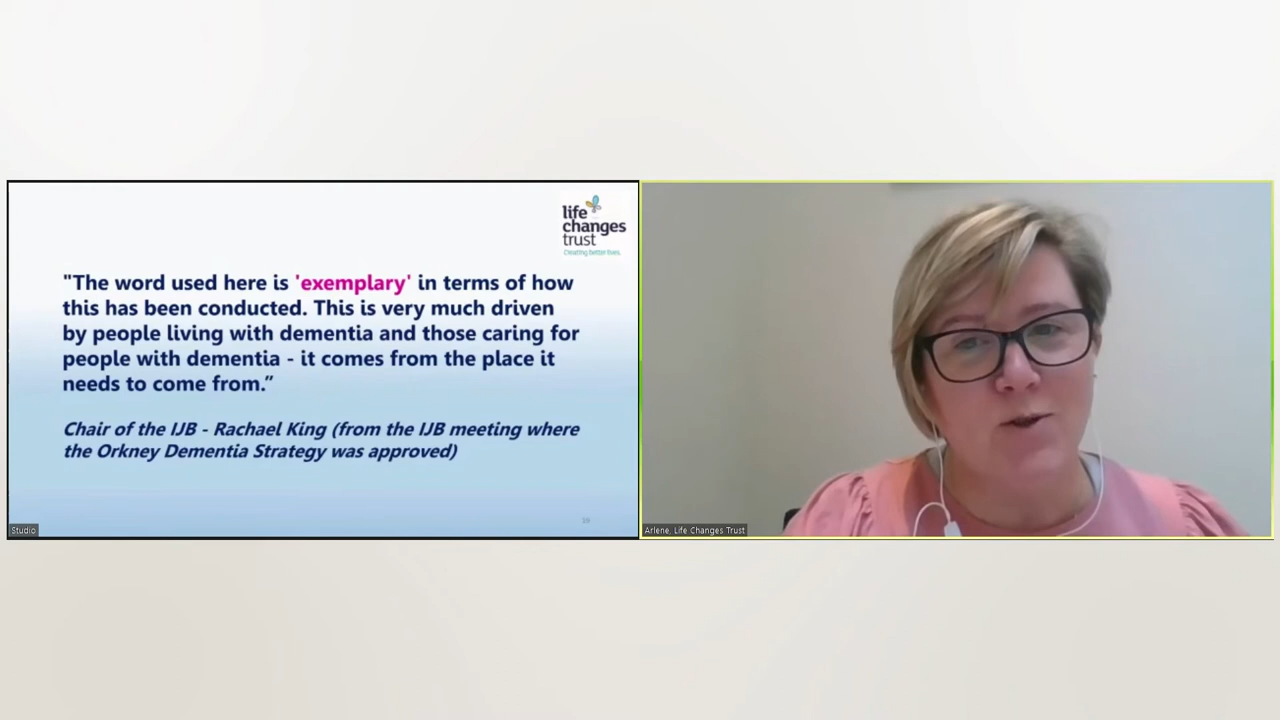 life
changes
trust
Creating better lives.
"The word used here is 'exemplary' in terms of how
this has been conducted. This is very much driven
by people living with dementia and those caring for
people with dementia - it comes from the place it
needs to come from.”
Chair of the IJB - Rachael King (from the IJB meeting where
the Orkney Dementia Strategy was approved)
Studio
Arlene, Life Changes Trust